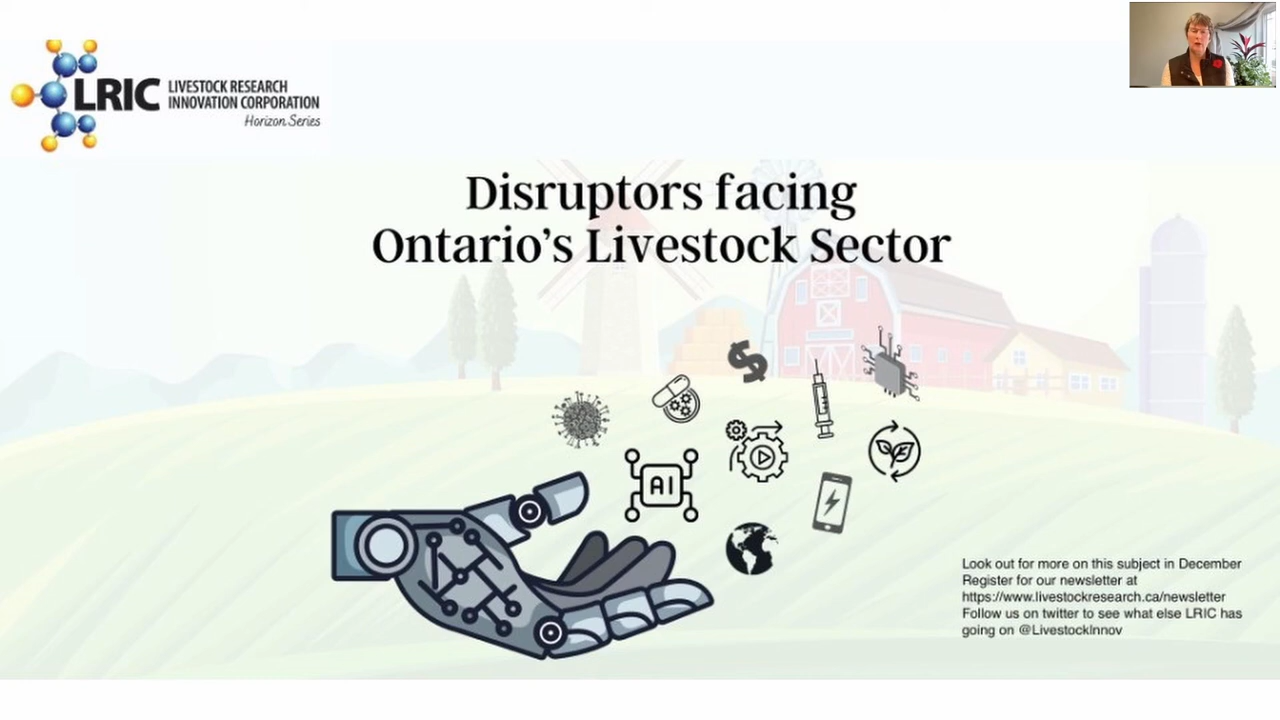 LRIC
LIVESTOCK RESEARCH
INNOVATION CORPORATION
Horizon Series
Disruptors facing
Ontario's Livestock Sector
$
AI
Look out for more on this subject in December
Register for our newsletter at
https://www.livestockresearch.ca/newsletter
Follow us on twitter to see what else LRIC has
going on @LivestockInnov